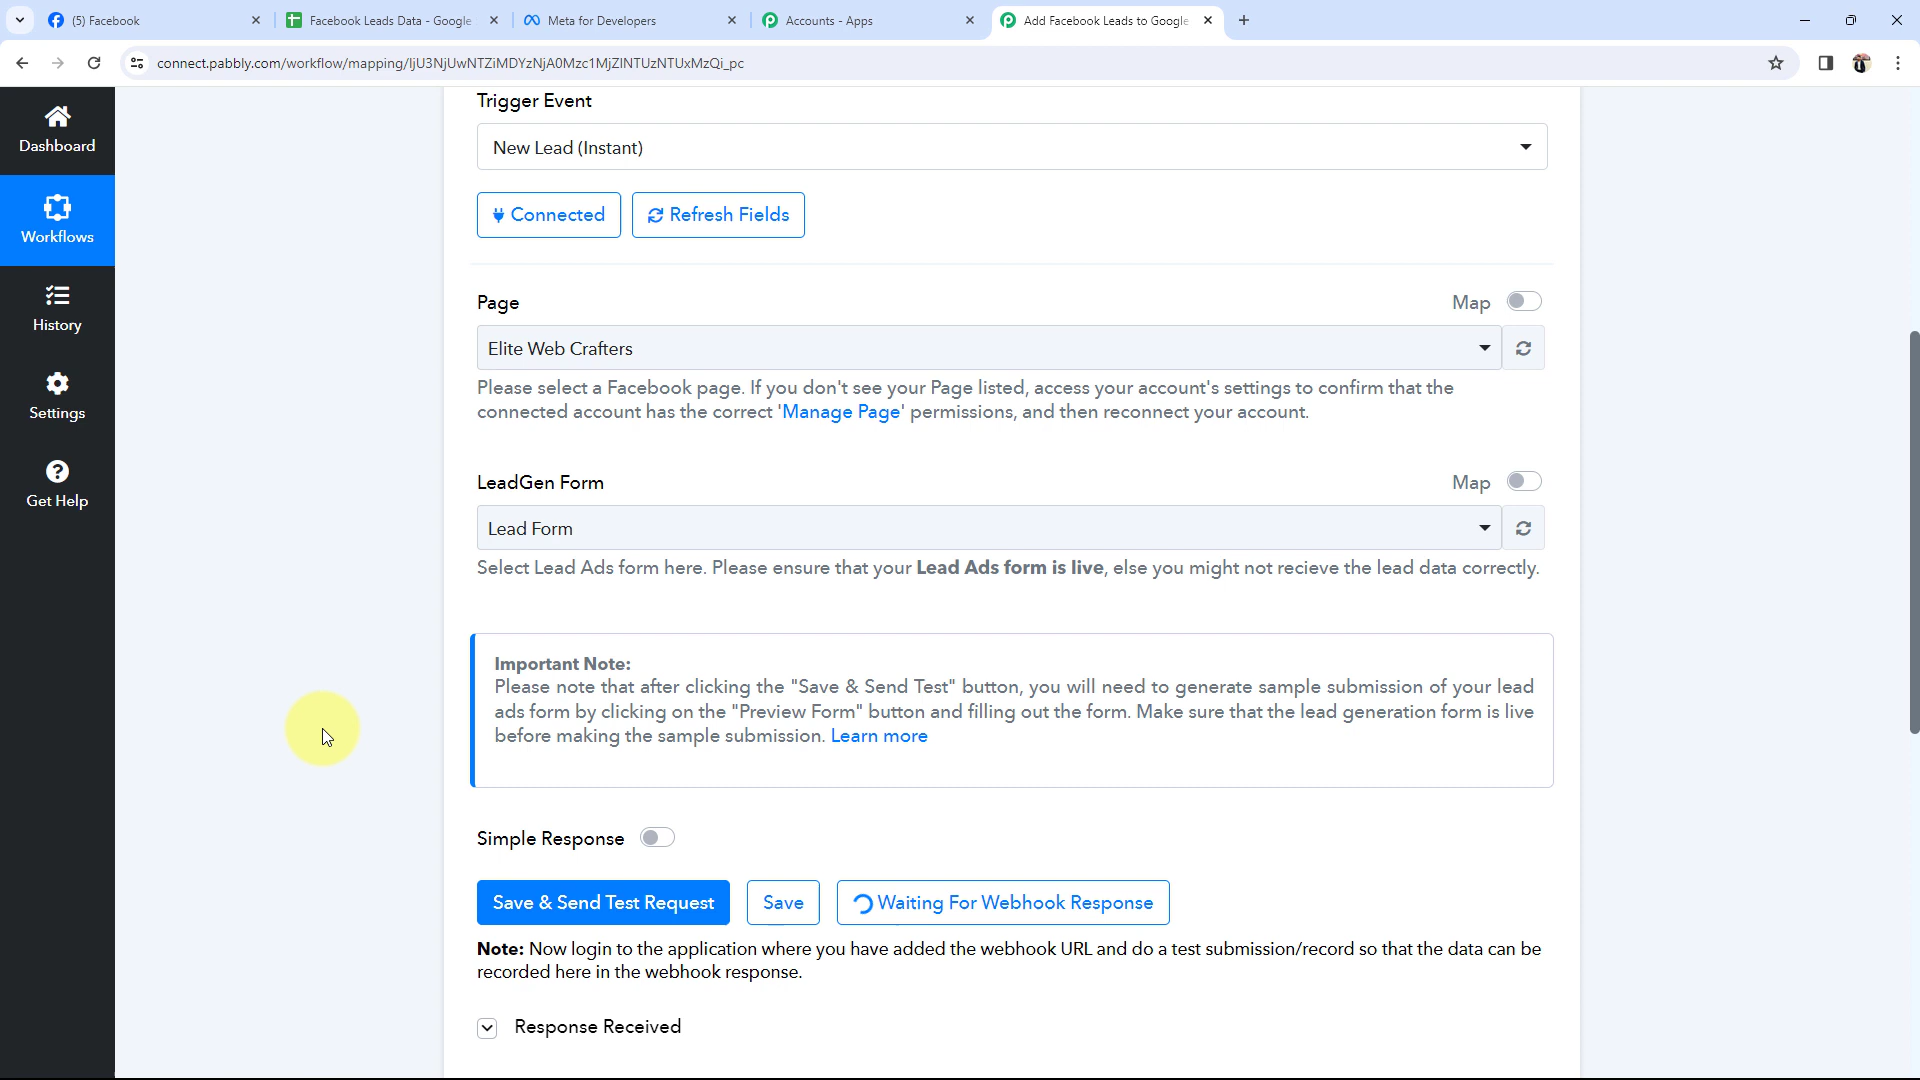 (5) Facebook
Facebook Leads Data - Google
Meta for Developers
Accounts - Apps
Add Facebook Leads to Google
connect.pabbly.com/workflow/mapping/IjU3NjUwNTZiMDYzNjA0Mzc1MjZlNTUzNTUxMzQi_pc
Dashboard
Workflows
History
Settings
Get Help
Trigger Event
New Lead (Instant)
Connected
Refresh Fields
Page
Map
Elite Web Crafters
Please select a Facebook page. If you don't see your Page listed, access your account's settings to confirm that the
connected account has the correct 'Manage Page' permissions, and then reconnect your account.
LeadGen Form
Map
Lead Form
Select Lead Ads form here. Please ensure that your Lead Ads form is live, else you might not recieve the lead data correctly.
Important Note:
Please note that after clicking the "Save & Send Test" button, you will need to generate sample submission of your lead
ads form by clicking on the "Preview Form" button and filling out the form. Make sure that the lead generation form is live
before making the sample submission. Learn more
Simple Response
Save & Send Test Request
Save
Waiting For Webhook Response
Note: Now login to the application where you have added the webhook URL and do a test submission/record so that the data can be
recorded here in the webhook response.
Response Received